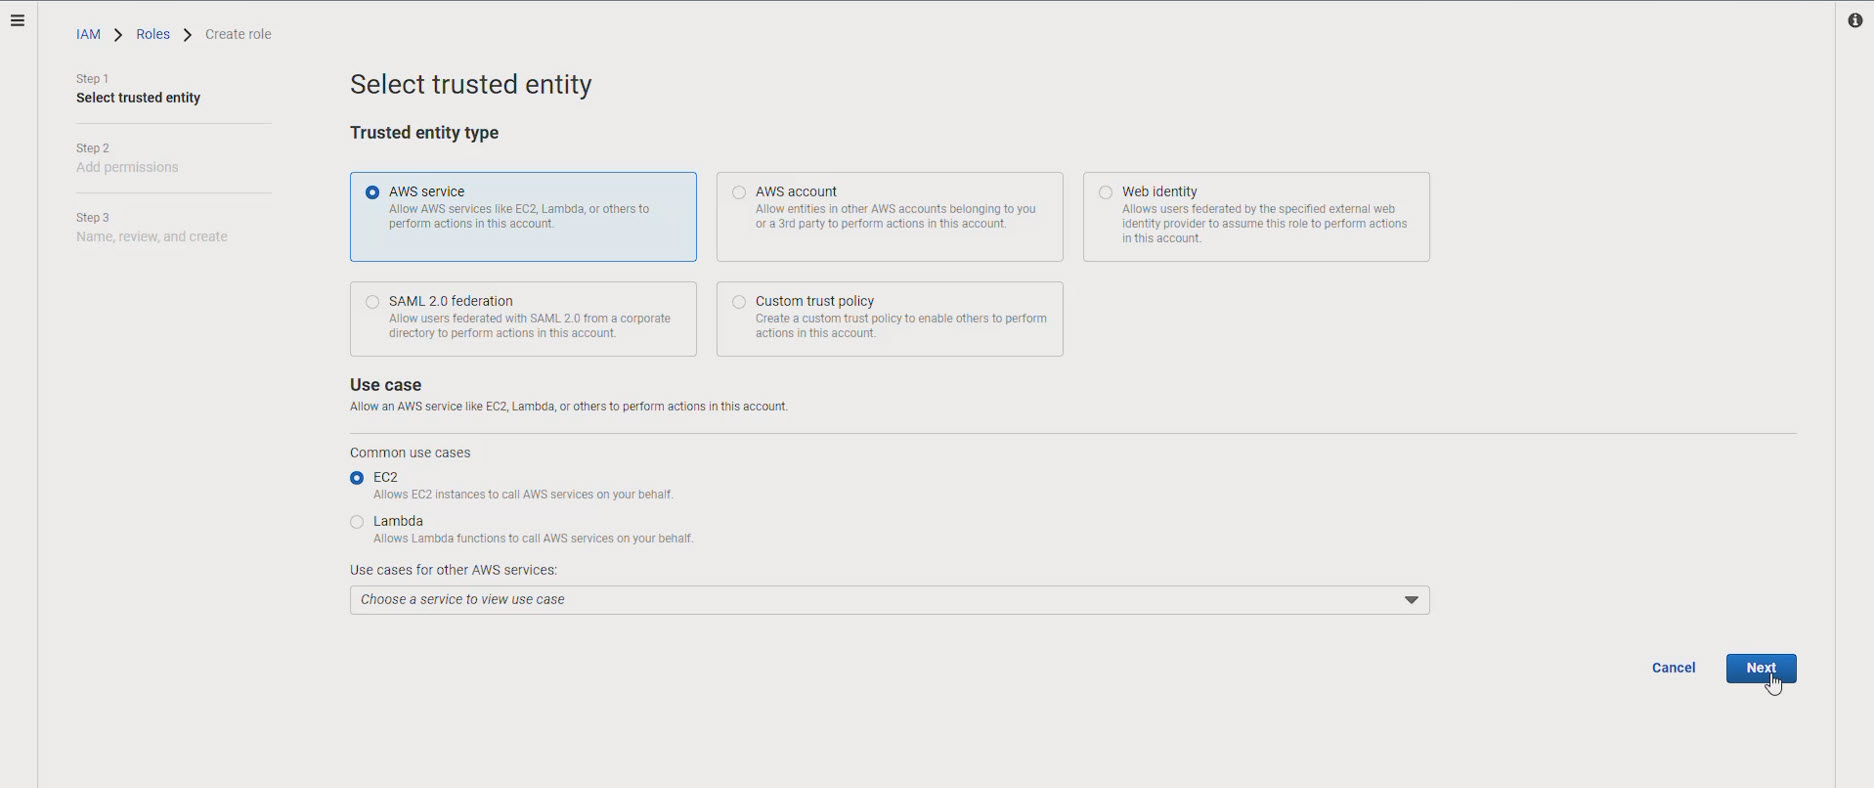 IAM > Roles > Create role
Step 1
Select trusted entity
Step 2
Add permissions
Step 3
Name, review, and create
Select trusted entity
Trusted entity type
AWS service
Allow AWS services like EC2, Lambda, or others to
perform actions in this account.
AWS account
Allow entities in other AWS accounts belonging to you
or a 3rd party to perform actions in this account.
Web identity
Allows users federated by the specified external web
identity provider to assume this role to perform actions
in this account.
SAML 2.0 federation
Allow users federated with SAML 2.0 from a corporate
directory to perform actions in this account.
Custom trust policy
Create a custom trust policy to enable others to perform
actions in this account.
Use case
Allow an AWS service like EC2, Lambda, or others to perform actions in this account.
Common use cases
EC2
Allows EC2 instances to call AWS services on your behalf.
Lambda
Allows Lambda functions to call AWS services on your behalf.
Use cases for other AWS services:
Choose a service to view use case
Cancel
Next